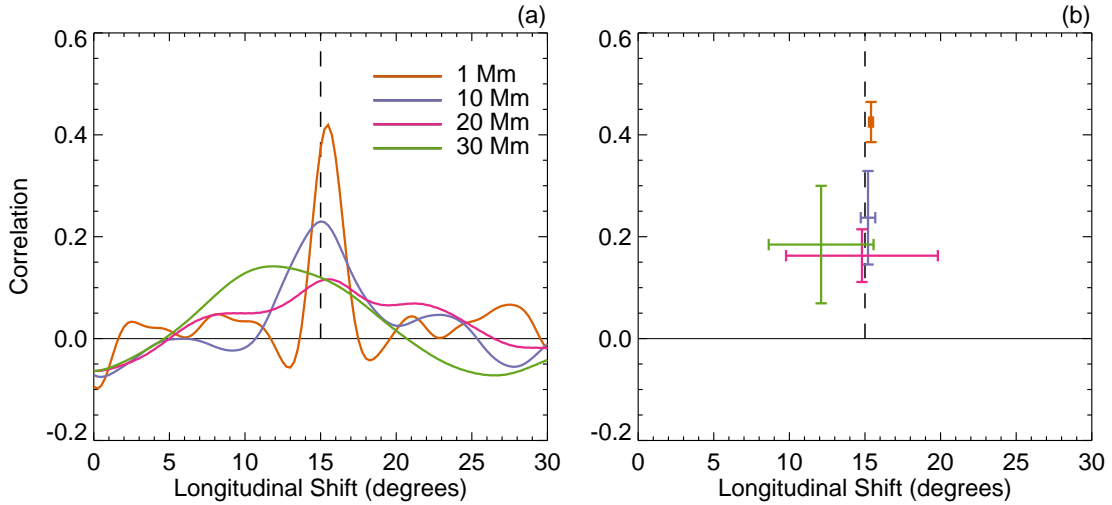 (a)
0.6
0.4
0.2
0.0
-0.2
Correlation
1 Mm
10 Mm
20 Mm
30 Mm
0 5 10 15 20 25 30
Longitudinal Shift (degrees)
(b)
0.6
0.4
0.2
0.0
-0.2
0 5 10 15 20 25 30
Longitudinal Shift (degrees)